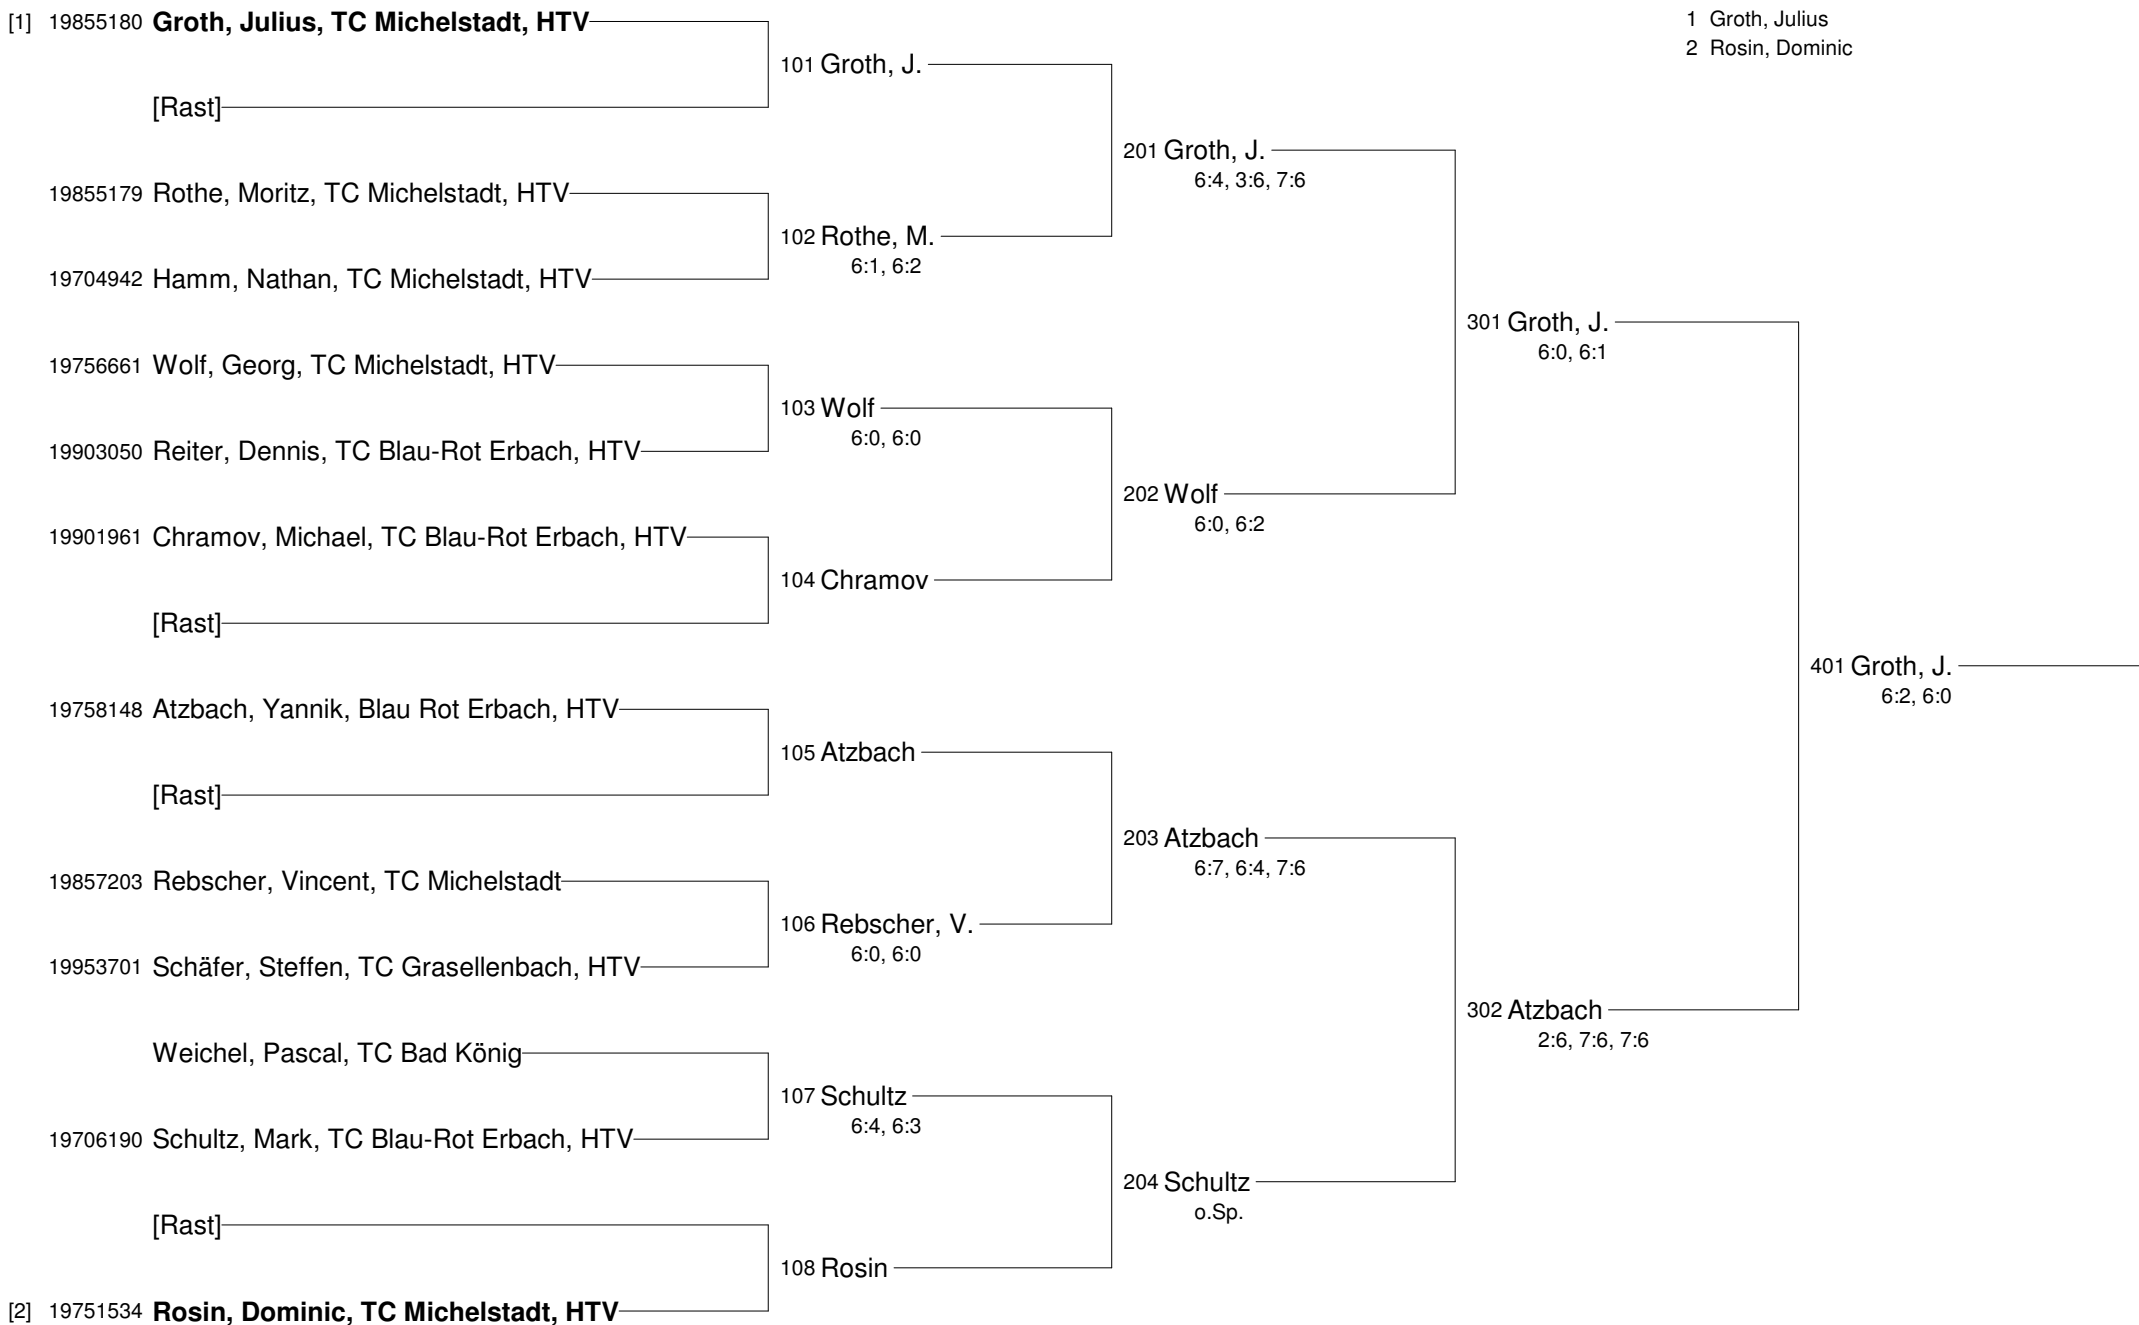 [1] 19855180 Groth, Julius, TC Michelstadt, HTV
[Rast]
19855179 Rothe, Moritz, TC Michelstadt, HTV
19704942 Hamm, Nathan, TC Michelstadt, HTV
19756661 Wolf, Georg, TC Michelstadt, HTV
19903050 Reiter, Dennis, TC Blau-Rot Erbach, HTV
19901961 Chramov, Michael, TC Blau-Rot Erbach, HTV
[Rast]
19758148 Atzbach, Yannik, Blau Rot Erbach, HTV
[Rast]
19857203 Rebscher, Vincent, TC Michelstadt
19953701 Schäfer, Steffen, TC Grasellenbach, HTV
Weichel, Pascal, TC Bad König
19706190 Schultz, Mark, TC Blau-Rot Erbach, HTV
[Rast]
[2] 19751534 Rosin, Dominic, TC Michelstadt, HTV
101 Groth, J.
102 Rothe, M.
6:1, 6:2
103 Wolf
6:0, 6:0
104 Chramov
105 Atzbach
106 Rebscher, V.
6:0, 6:0
107 Schultz
6:4, 6:3
108 Rosin
201 Groth, J.
6:4, 3:6, 7:6
202 Wolf
6:0, 6:2
203 Atzbach
6:7, 6:4, 7:6
204 Schultz
o.Sp.
301 Groth, J.
6:0, 6:1
302 Atzbach
2:6, 7:6, 7:6
401 Groth, J.
6:2, 6:0
1 Groth, Julius
2 Rosin, Dominic